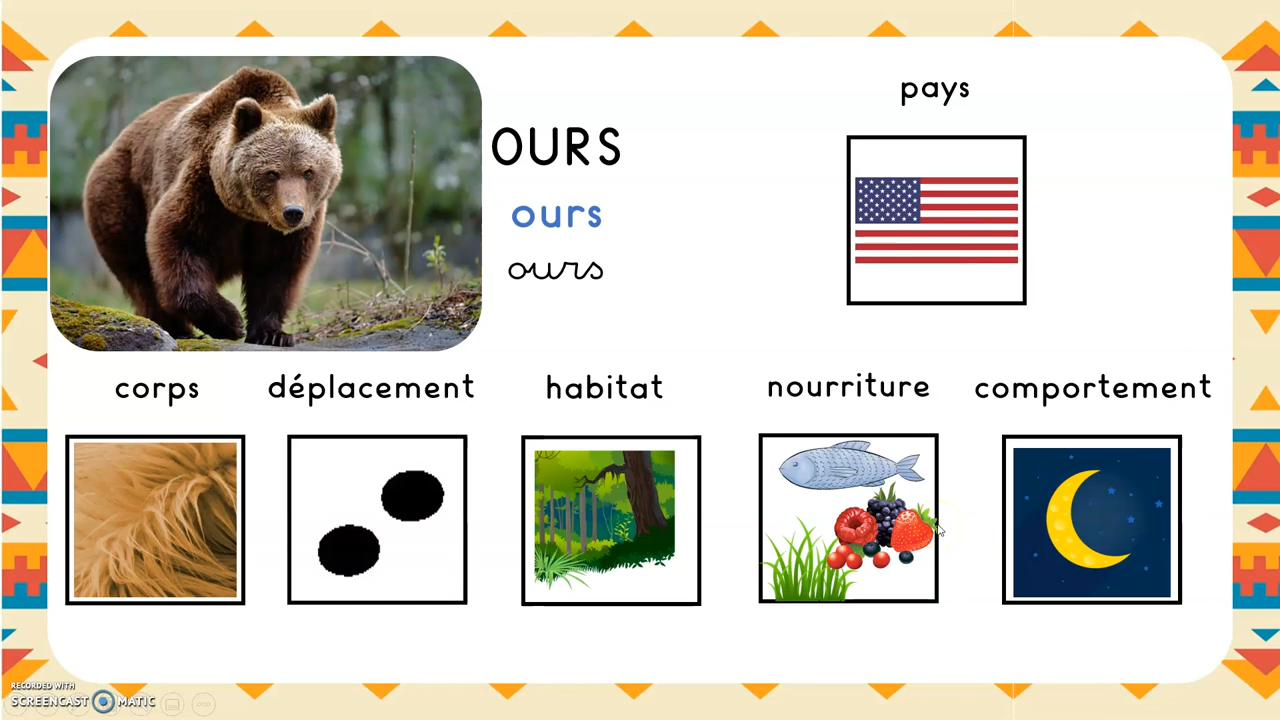 OURS
ours
ours
pays
corps
déplacement
habitat
nourriture
comportement
RECORDED WITH
SCREENCAST MATIC